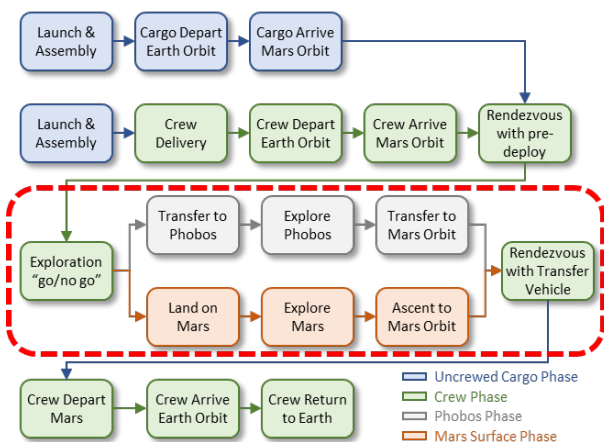 Launch &
Assembly
Cargo Depart
Earth Orbit
Cargo Arrive
Mars Orbit
Launch &
Assembly
Crew
Delivery
Crew Depart
Earth Orbit
Crew Arrive
Mars Orbit
Rendezvous
with pre-
deploy
Exploration
“go/no go”
Transfer to
Phobos
Explore
Phobos
Transfer to
Mars Orbit
Land on
Mars
Explore
Mars
Ascent to
Mars Orbit
Rendezvous
with Transfer
Vehicle
Crew Depart
Mars
Crew Arrive
Earth Orbit
Crew Return
to Earth
Uncrewed Cargo Phase
Crew Phase
Phobos Phase
Mars Surface Phase